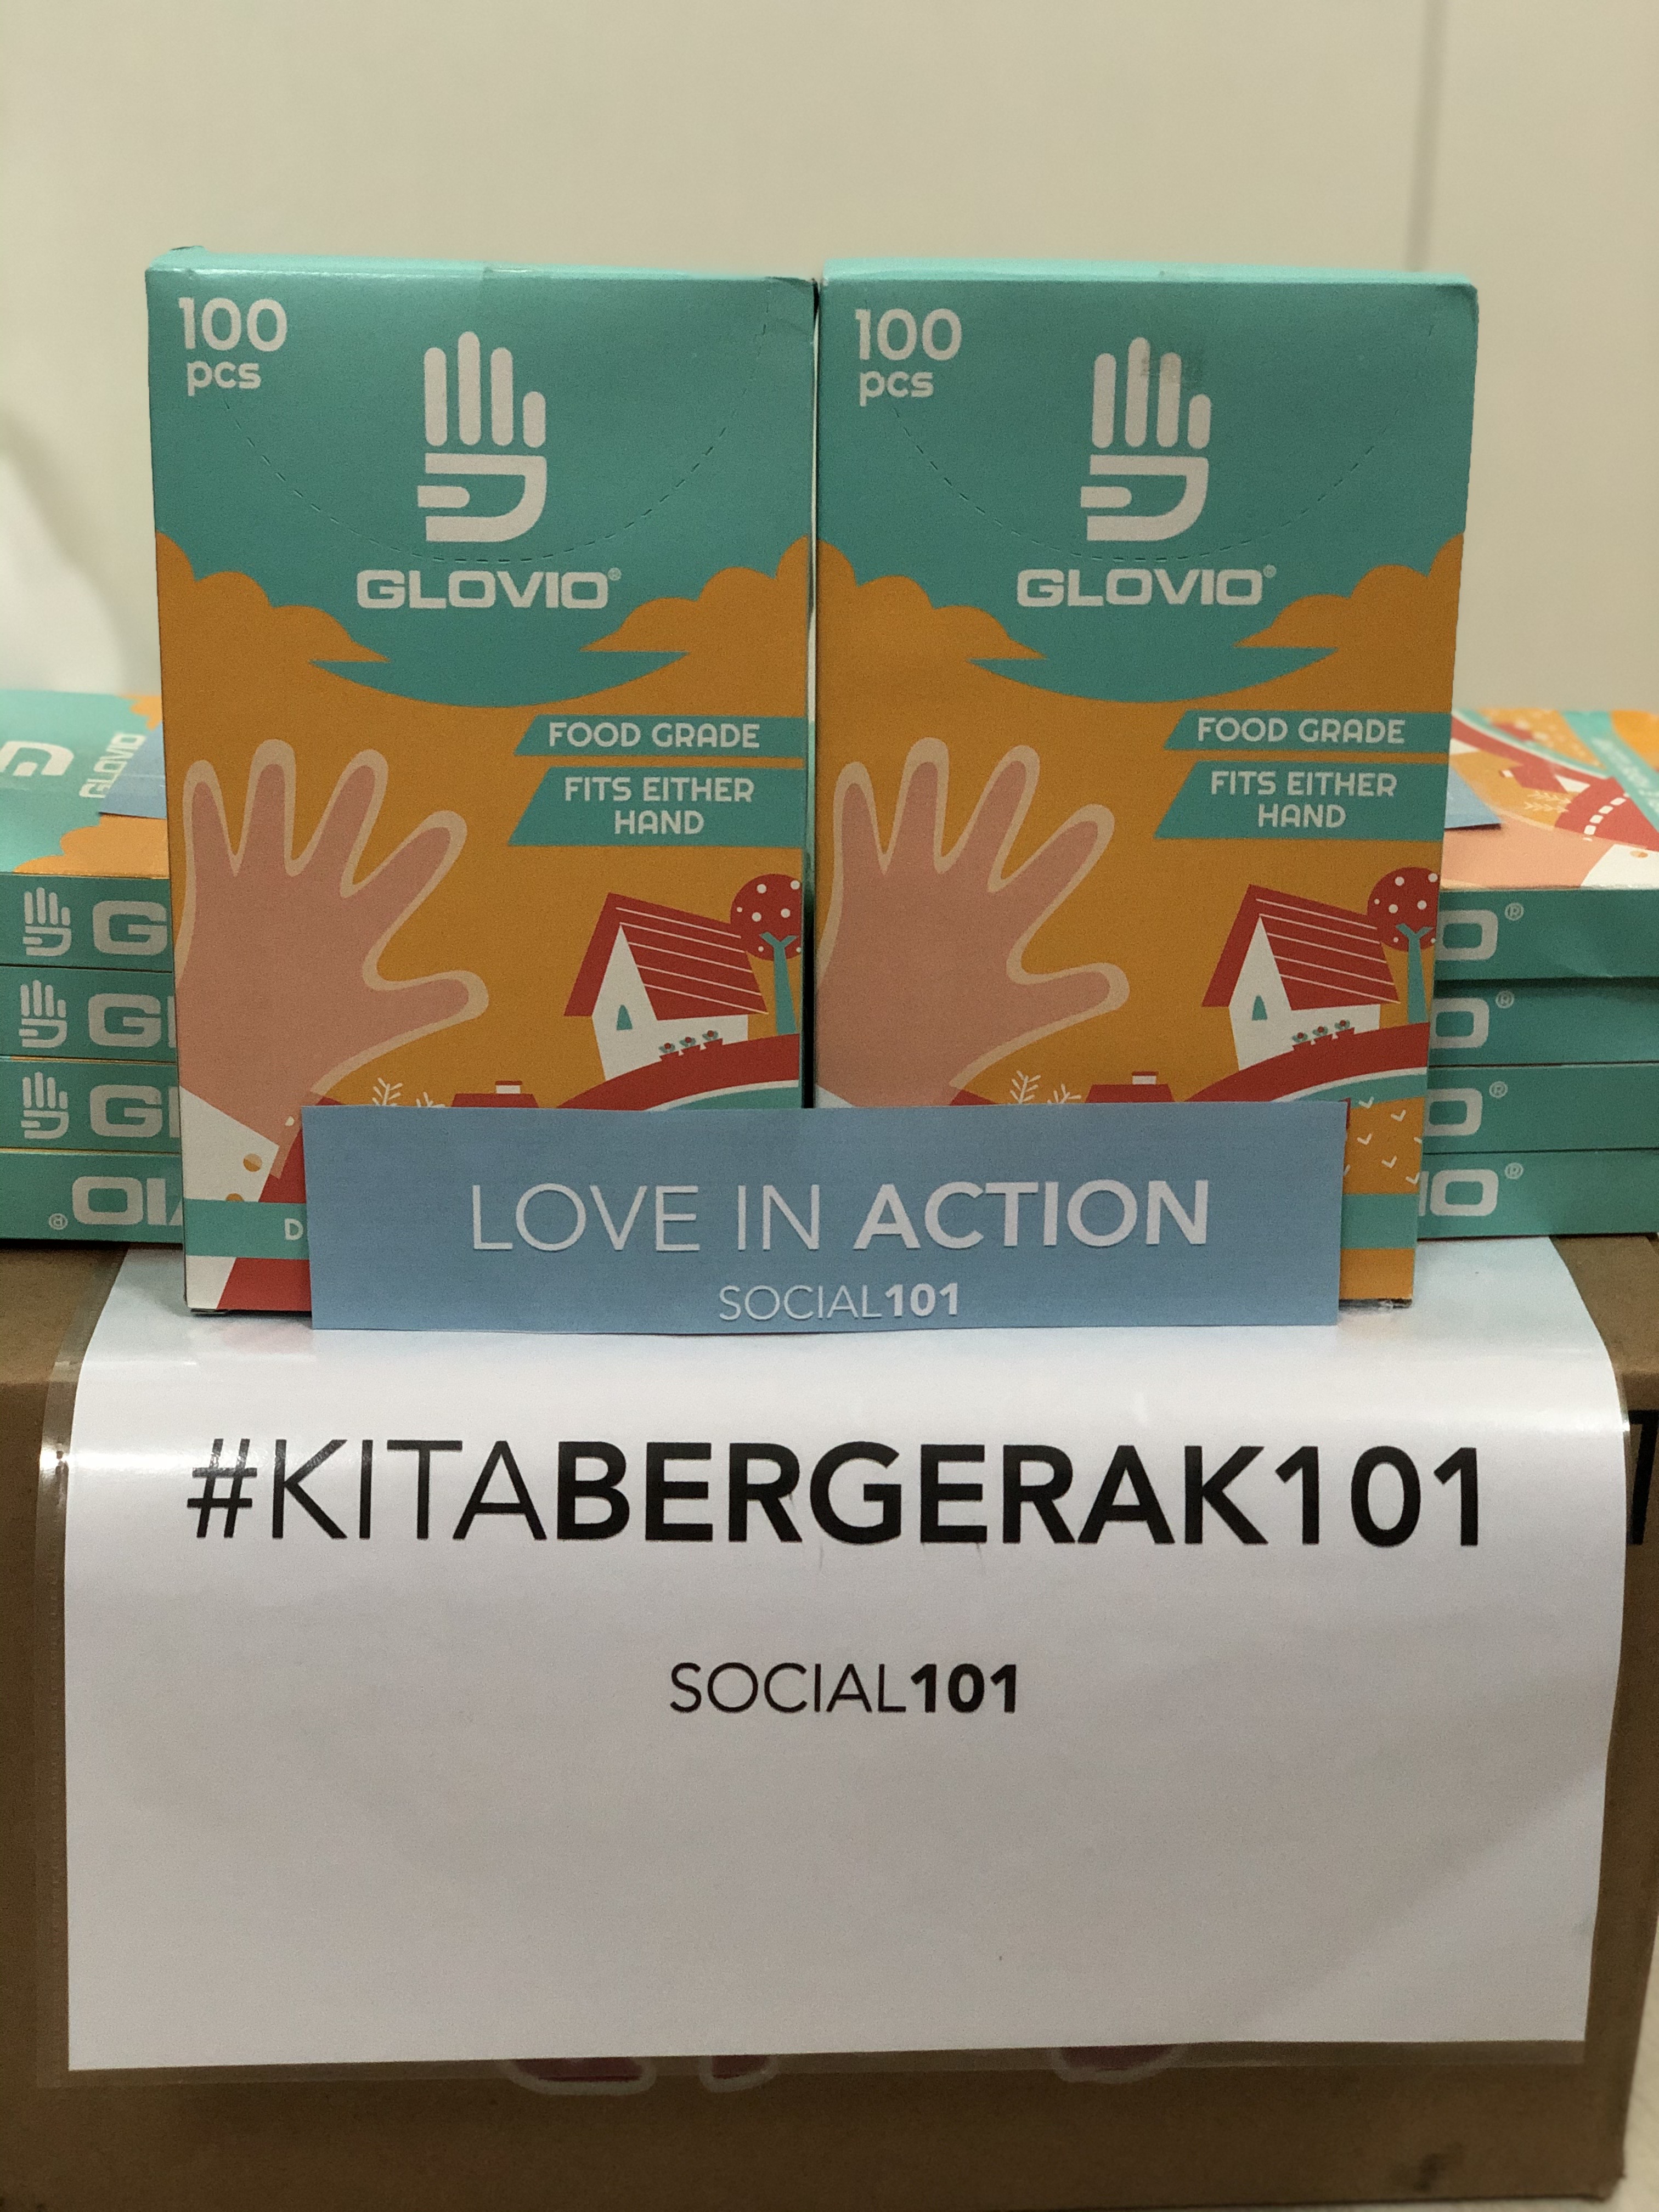 100
pcs
GLOVIO®
FOOD GRADE
FITS EITHER
HAND
100
pcs
GLOVIO®
FOOD GRADE
FITS EITHER
HAND
GLOVIO
LOVE IN ACTION
SOCIAL101
#KITABERGERAK101
SOCIAL101